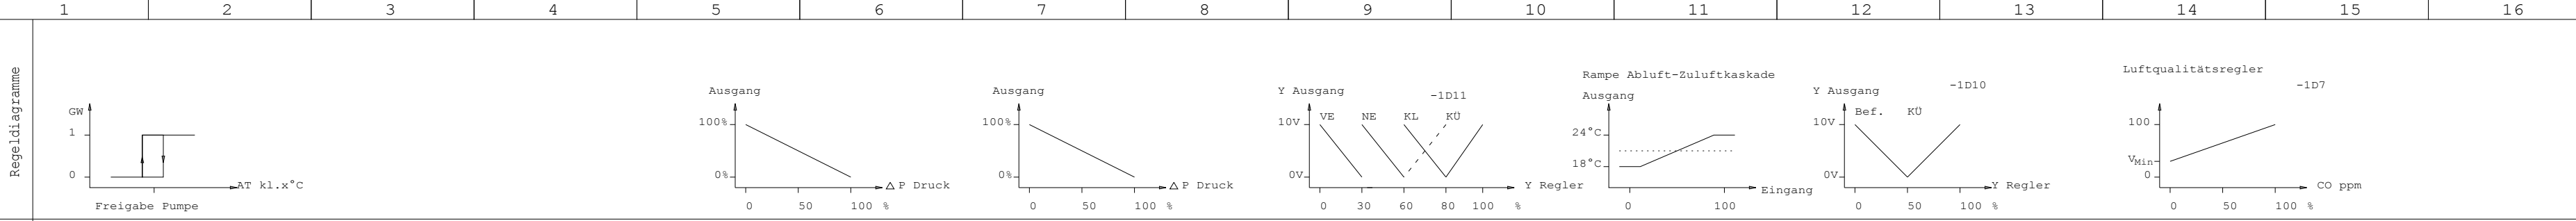 1 2 3 4 5 6 7 8 9 10 11 12 13 14 15 16
Regeldiagramme
GW
1
0
AT kl.x°C
Freigabe Pumpe
Ausgang
100%
0%
△ P Druck
0 50 100 %
Ausgang
100%
0%
△ P Druck
0 50 100 %
Y Ausgang
-1D11
VE NE KL KÜ
10V
0V
Y Regler
0 30 60 80 100 %
Rampe Abluft-Zuluftkaskade
Ausgang
24°C
18°C
Eingang
0 100
Y Ausgang
-1D10
Bef. KÜ
10V
0V
Y Regler
0 50 100 %
Luftqualitätsregler
-1D7
100
VMin
0
CO ppm
0 50 100 %